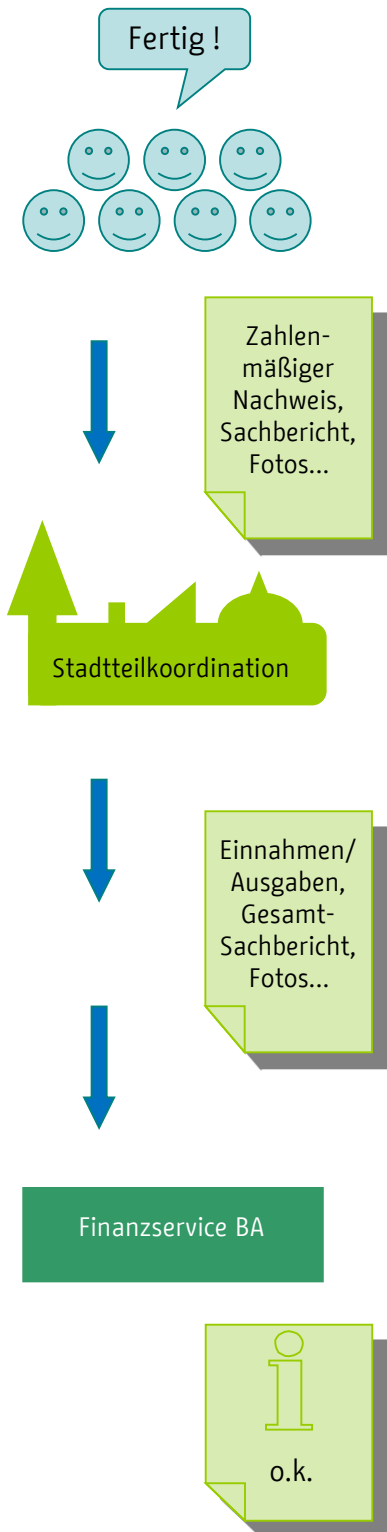 Fertig !
Zahlen-
mäßiger
Nachweis,
Sachbericht,
Fotos...
Stadtteilkoordination
Einnahmen/
Ausgaben,
Gesamt-
Sachbericht,
Fotos...
Finanzservice BA
i
o.k.